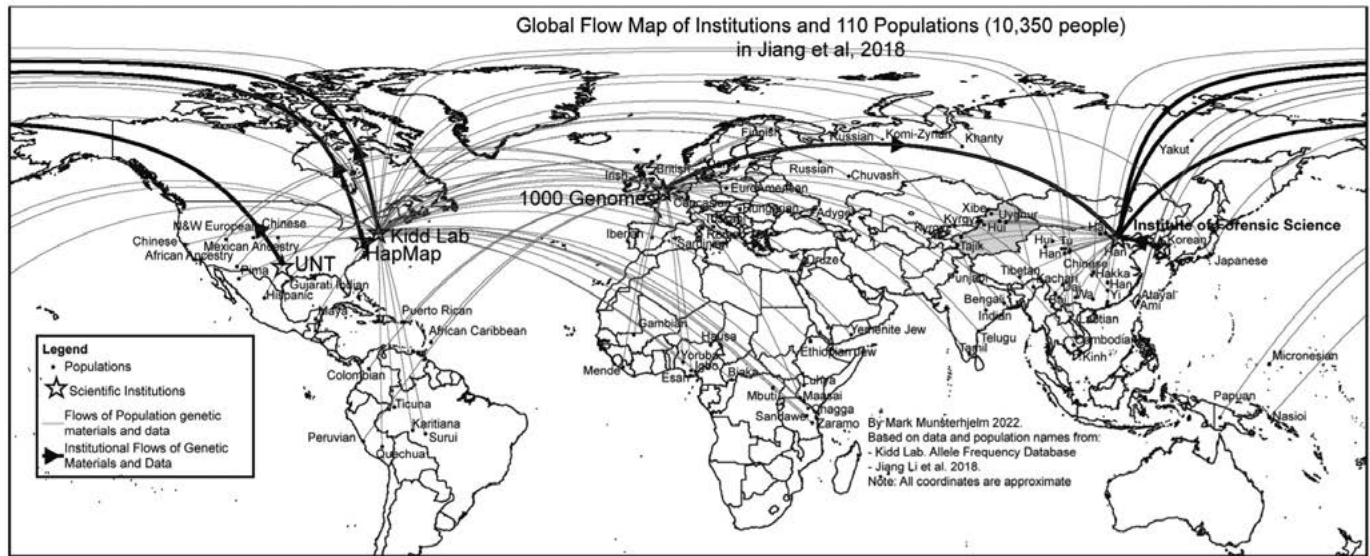 Global Flow Map of Institutions and 110 Populations (10,350 people)
in Jiang et al, 2018
Finnish
Russian
Komi-Zyrian
Khanty
Yakut
Irish
British
Russian
Chuvash
1000 Genomes
EuroAmerican
Hungarian
Adygei
Iberian
Sardinian
Druze
Xibe
Uyghur
Kyrgyz
Hui
Tajik
Institute of Forensic Science
Korean
Japanese
Han
Han
Chinese
Hakka
Han
Yi
Tibetan
Kachari
Wa
Atayal
Ami
Punjabi
Bengali
Indian
Laotian
Cambodian
Kinh
Telugu
Tamil
N&W European
Chinese
Chinese
Mexican Ancestry
African Ancestry
Kidd Lab
HapMap
UNT
Pima
Gujarati Indian
Hispanic
Maya
Puerto Rican
African Caribbean
Colombian
Ticuna
Karitiana
Surui
Peruvian
Quechua
Gambian
Hausa
Yemenite Jew
Ethiopian Jew
Mende
Yoruba
Igbo
Esan
Biaka
Luhya
Mbuti
Maasai
Chagga
Sandawe
Zaramo
Micronesian
Papuan
Nasioi
Legend
Populations
Scientific Institutions
Flows of Population genetic
materials and data
Institutional Flows of Genetic
Materials and Data
By Mark Munsterhjelm 2022.
Based on data and population names from:
- Kidd Lab. Allele Frequency Database
- Jiang Li et al. 2018.
Note: All coordinates are approximate